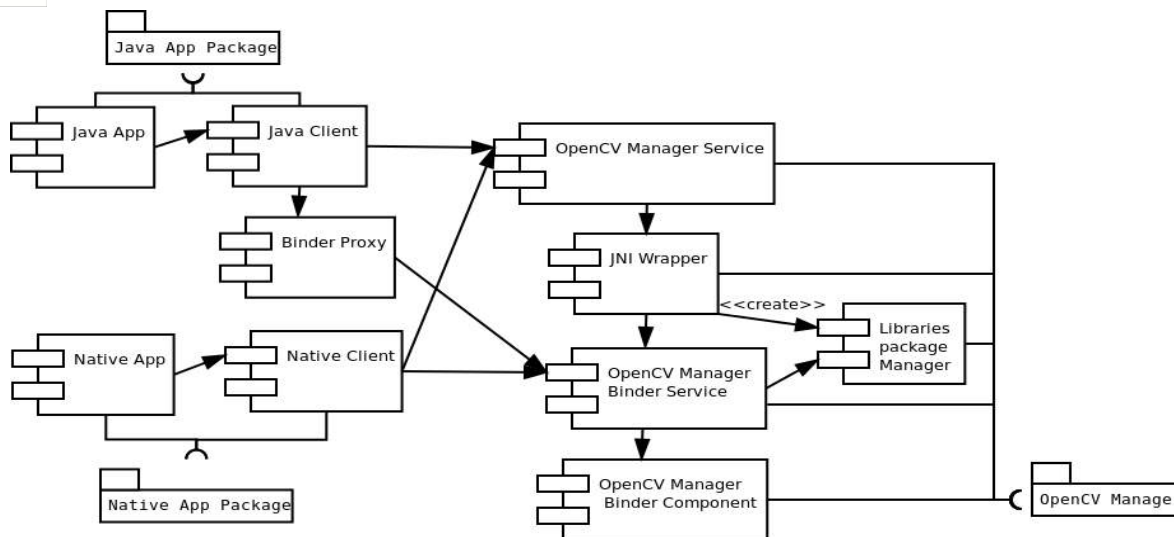 Java App Package
Java App
Java Client
OpenCV Manager Service
Binder Proxy
JNI Wrapper
<<create>>
Libraries
package
Manager
Native App
Native Client
OpenCV Manager
Binder Service
OpenCV Manager
Binder Component
Native App Package
OpenCV Manage